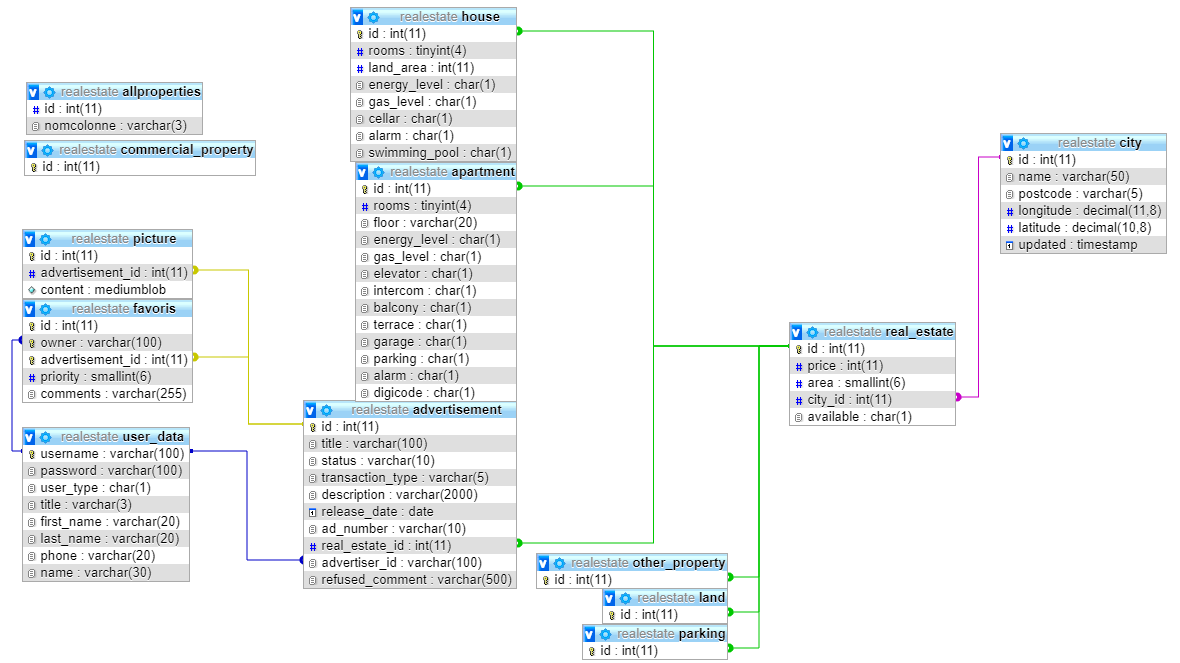 realestate house
id : int(11)
rooms : tinyint(4)
land_area : int(11)
energy_level : char(1)
gas_level : char(1)
cellar : char(1)
alarm : char(1)
swimming_pool : char(1)
realestate allproperties
id : int(11)
nomcolonne : varchar(3)
realestate commercial_property
id : int(11)
realestate apartment
id : int(11)
rooms : tinyint(4)
floor : varchar(20)
energy_level : char(1)
gas_level : char(1)
elevator : char(1)
intercom : char(1)
balcony : char(1)
terrace : char(1)
garage : char(1)
parking : char(1)
alarm : char(1)
digicode : char(1)
realestate city
id : int(11)
name : varchar(50)
postcode : varchar(5)
longitude : decimal(11,8)
latitude : decimal(10,8)
updated : timestamp
realestate picture
id : int(11)
advertisement_id : int(11)
content : mediumblob
realestate favoris
id : int(11)
owner : varchar(100)
advertisement_id : int(11)
priority : smallint(6)
comments : varchar(255)
realestate user_data
username : varchar(100)
password : varchar(100)
user_type : char(1)
title : varchar(3)
first_name : varchar(20)
last_name : varchar(20)
phone : varchar(20)
name : varchar(30)
realestate advertisement
id : int(11)
title : varchar(100)
status : varchar(10)
transaction_type : varchar(5)
description : varchar(2000)
release_date : date
ad_number : varchar(10)
real_estate_id : int(11)
advertiser_id : varchar(100)
refused_comment : varchar(500)
realestate real_estate
id : int(11)
price : int(11)
area : smallint(6)
city_id : int(11)
available : char(1)
realestate other_property
id : int(11)
realestate land
id : int(11)
realestate parking
id : int(11)